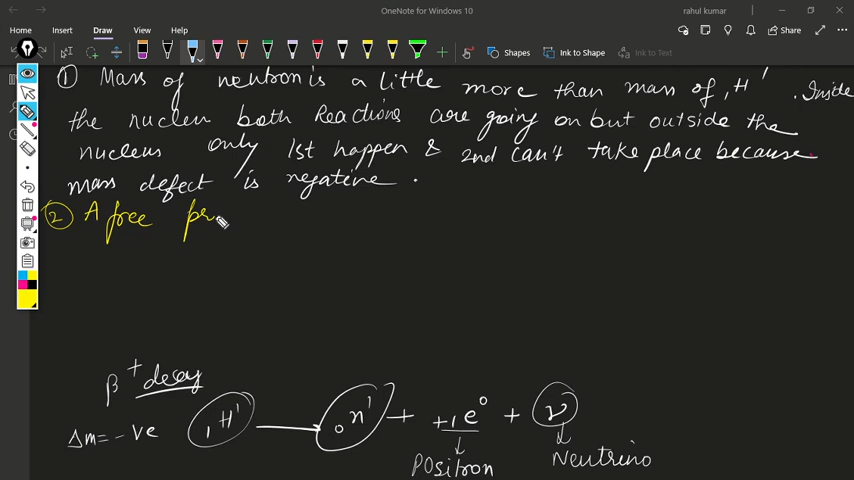 OneNote for Windows 10
rahul kumar
Home Insert Draw View Help
Share
Shapes Ink to Shape Ink to Text
① Mass of neutron is a little more than mass of ₁H¹. Inside
the nucleu both Reactions are going on but outside the
nucleus only 1st happen & 2nd can't take place because
mass defect is negative.
② A free pr
β⁺ decay
Δm = -ve ₁H¹ ⟶ ₀n¹ + ₊₁e⁰ + ν
Positron Neutrino